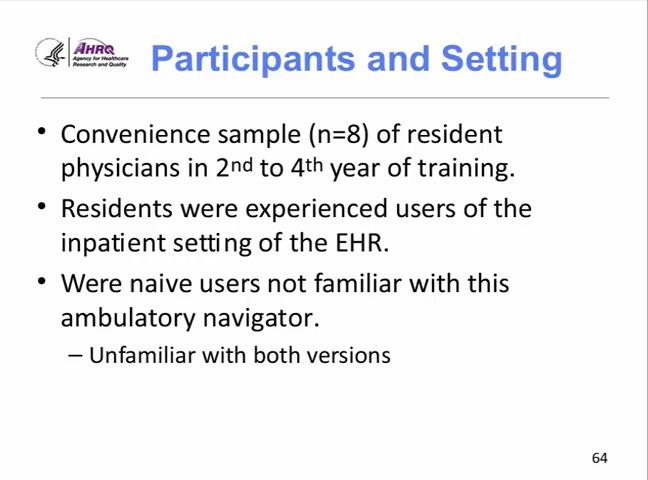 AHRQ
Agency for Healthcare
Research and Quality
Participants and Setting
• Convenience sample (n=8) of resident
physicians in 2nd to 4th year of training.
• Residents were experienced users of the
inpatient setting of the EHR.
• Were naive users not familiar with this
ambulatory navigator.
– Unfamiliar with both versions
64